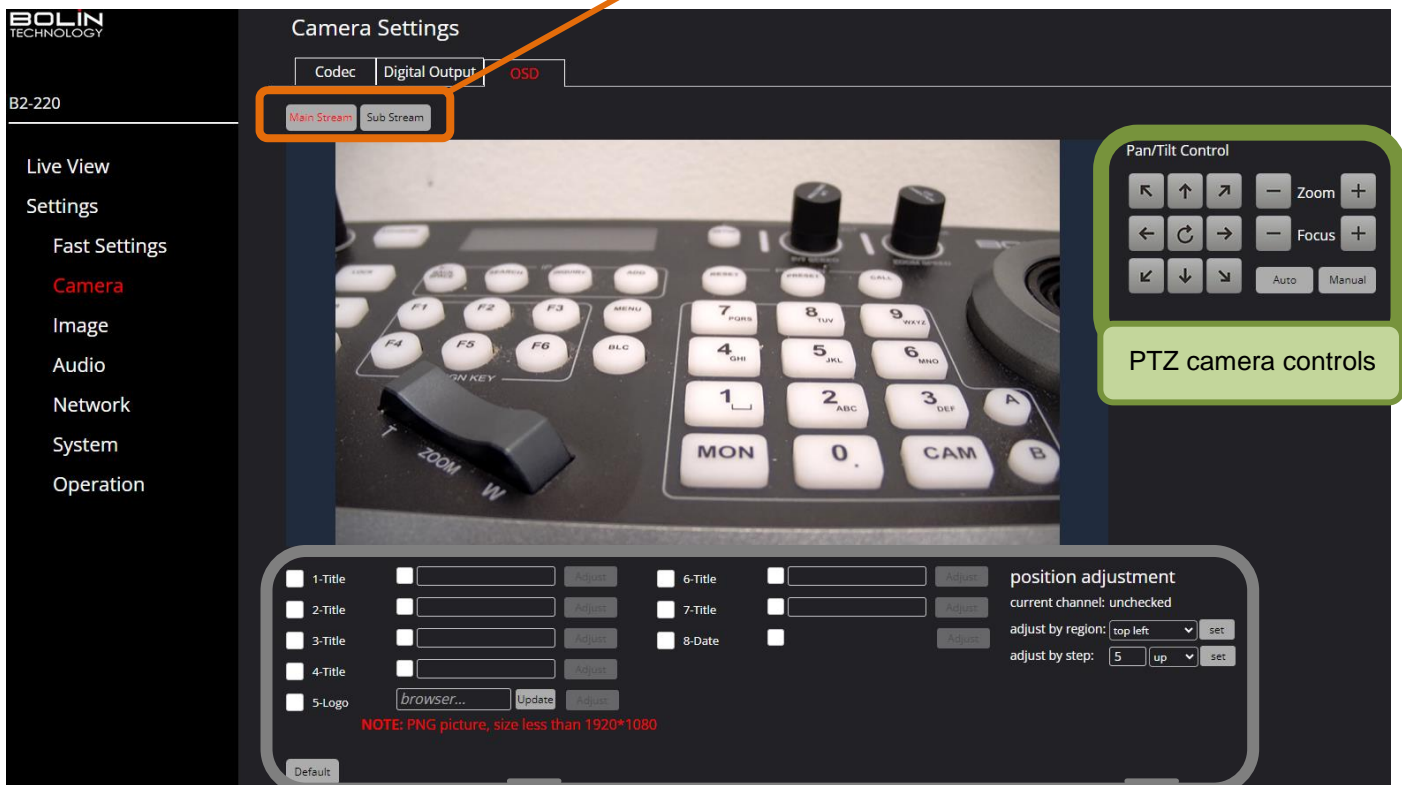 BOLIN
TECHNOLOGY
B2-220
Live View
Settings
Fast Settings
Camera
Image
Audio
Network
System
Operation
Camera Settings
Codec Digital Output OSD
Main Stream Sub Stream
LOCK SEARCH ADD
F1 F2 F3 MENU
F4 F5 F6 BLC
T ZOOM W
PRESET CALL
7 PQRS 8 TUV 9 WXYZ
4 GHI 5 JKL 6 MNO
1 2 ABC 3 DEF A
MON 0 CAM B
Pan/Tilt Control
Zoom
Focus
Auto Manual
PTZ camera controls
1-Title Adjust
2-Title Adjust
3-Title Adjust
4-Title Adjust
5-Logo browser... Update Adjust
NOTE: PNG picture, size less than 1920*1080
6-Title Adjust
7-Title Adjust
8-Date Adjust
position adjustment
current channel: unchecked
adjust by region: top left set
adjust by step: 5 up set
Default